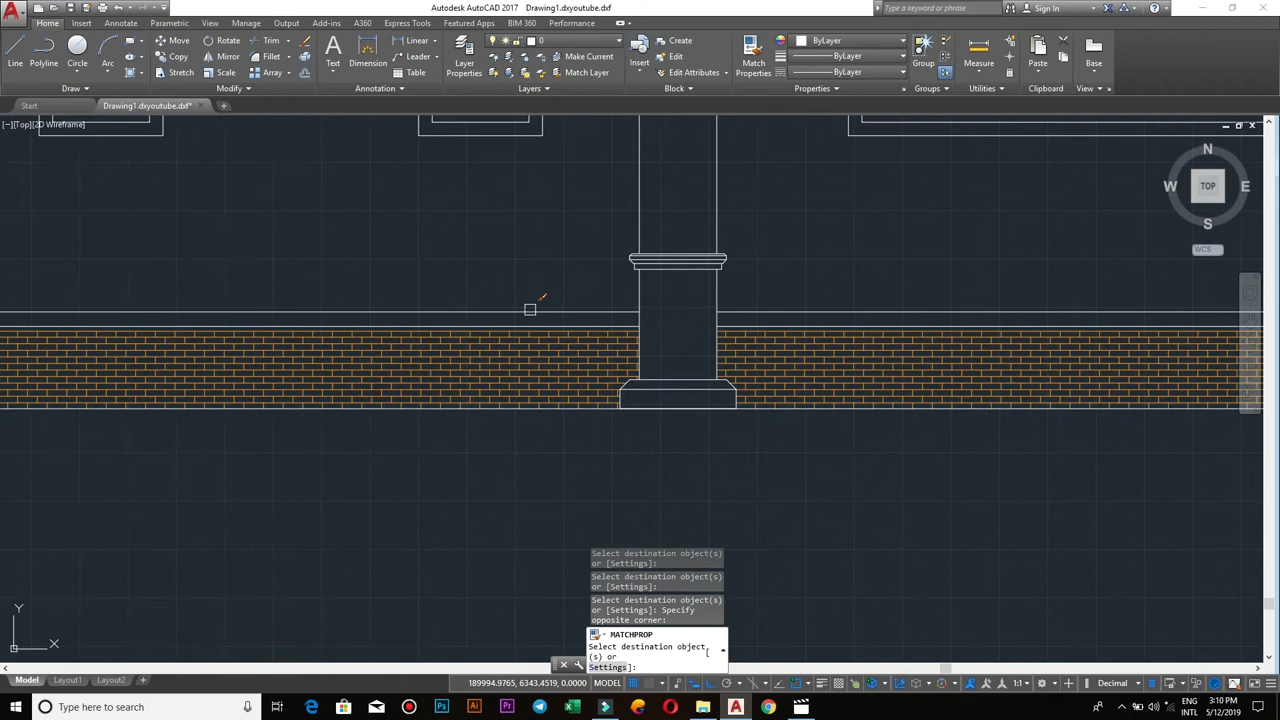 Autodesk AutoCAD 2017 Drawing1.dxyoutube.dxf
Type a keyword or phrase
Sign In
Home Insert Annotate Parametric View Manage Output Add-ins A360 Express Tools Featured Apps BIM 360 Performance
Line Polyline Circle Arc
Move Rotate Trim
Copy Mirror Fillet
Stretch Scale Array
Text Dimension
Linear
Leader
Table
Layer Properties
0
Make Current
Match Layer
Insert
Create
Edit
Edit Attributes
Match Properties
ByLayer
ByLayer
ByLayer
Group
Measure
Paste
Base
Draw Modify Annotation Layers Block Properties Groups Utilities Clipboard View
Start Drawing1.dxyoutube.dxf*
[−][Top][2D Wireframe]
N
W TOP E
S
WCS
Select destination object(s)
or [Settings]:
Select destination object(s)
or [Settings]:
Select destination object(s)
or [Settings]: Specify
opposite corner:
MATCHPROP
Select destination object
(s) or
[Settings]:
Y
X
Model Layout1 Layout2
189994.9765, 6343.4519, 0.0000 MODEL
1:1
Decimal
Type here to search
Ps Ai Pr
ENG
INTL
3:10 PM
5/12/2019